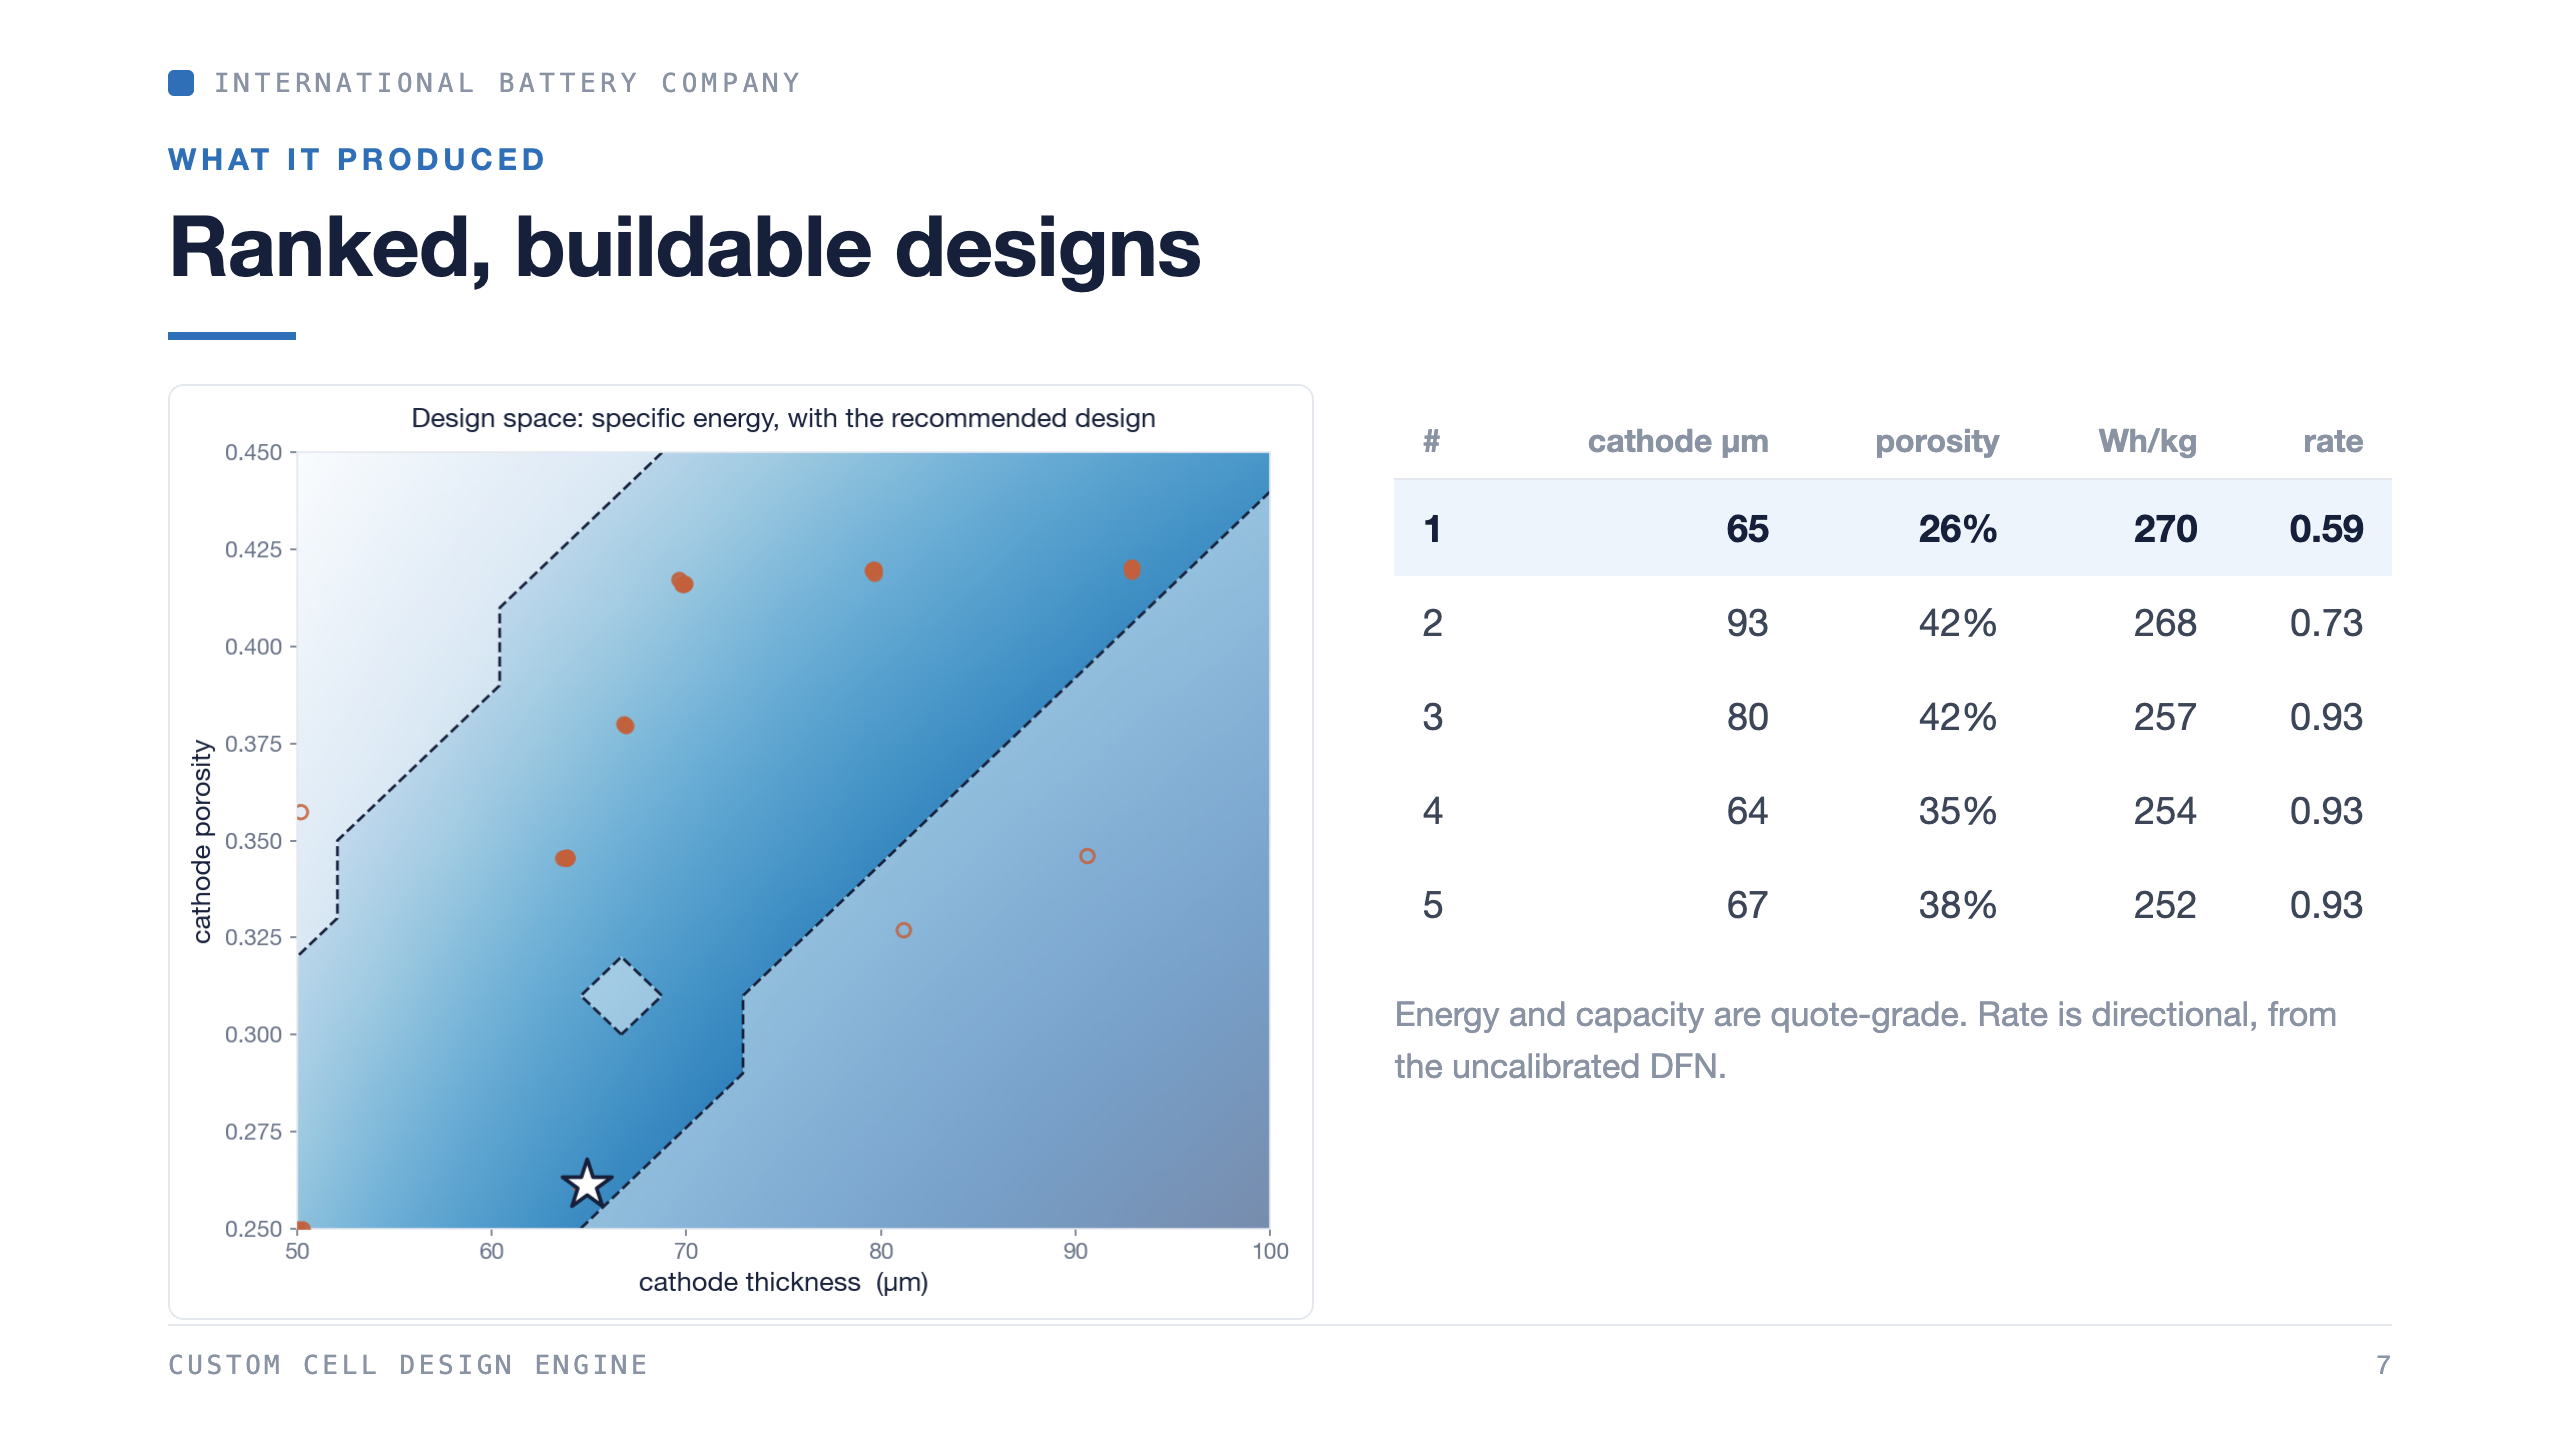 INTERNATIONAL BATTERY COMPANY
WHAT IT PRODUCED
Ranked, buildable designs
Design space: specific energy, with the recommended design
cathode porosity
0.450
0.425
0.400
0.375
0.350
0.325
0.300
0.275
0.250
50 60 70 80 90 100
cathode thickness (µm)
# cathode µm porosity Wh/kg rate
1 65 26% 270 0.59
2 93 42% 268 0.73
3 80 42% 257 0.93
4 64 35% 254 0.93
5 67 38% 252 0.93
Energy and capacity are quote-grade. Rate is directional, from
the uncalibrated DFN.
CUSTOM CELL DESIGN ENGINE
7